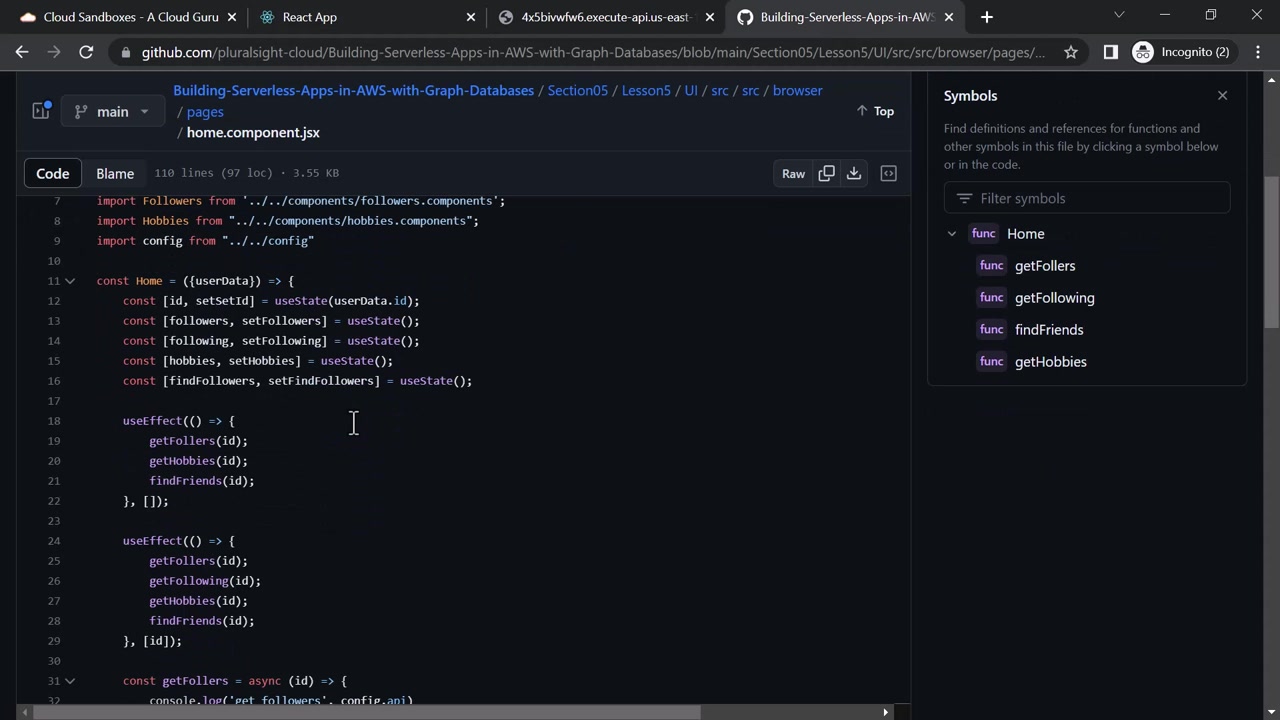 Cloud Sandboxes - A Cloud Guru
React App
4x5bivwfw6.execute-api.us-east-
Building-Serverless-Apps-in-AWS
github.com/pluralsight-cloud/Building-Serverless-Apps-in-AWS-with-Graph-Databases/blob/main/Section05/Lesson5/UI/src/src/browser/pages/...
Incognito (2)
main
Building-Serverless-Apps-in-AWS-with-Graph-Databases / Section05 / Lesson5 / UI / src / src / browser
/ pages
/ home.component.jsx
Top
Code
Blame
110 lines (97 loc) · 3.55 KB
Raw
7 import Followers from '../../components/followers.components';
8 import Hobbies from "../../components/hobbies.components";
9 import config from "../../config"
10
11 const Home = ({userData}) => {
12 const [id, setSetId] = useState(userData.id);
13 const [followers, setFollowers] = useState();
14 const [following, setFollowing] = useState();
15 const [hobbies, setHobbies] = useState();
16 const [findFollowers, setFindFollowers] = useState();
17
18 useEffect(() => {
19 getFollers(id);
20 getHobbies(id);
21 findFriends(id);
22 }, []);
23
24 useEffect(() => {
25 getFollers(id);
26 getFollowing(id);
27 getHobbies(id);
28 findFriends(id);
29 }, [id]);
30
31 const getFollers = async (id) => {
32 console.log('get followers', config.api)
Symbols
Find definitions and references for functions and
other symbols in this file by clicking a symbol below
or in the code.
Filter symbols
func Home
func getFollers
func getFollowing
func findFriends
func getHobbies